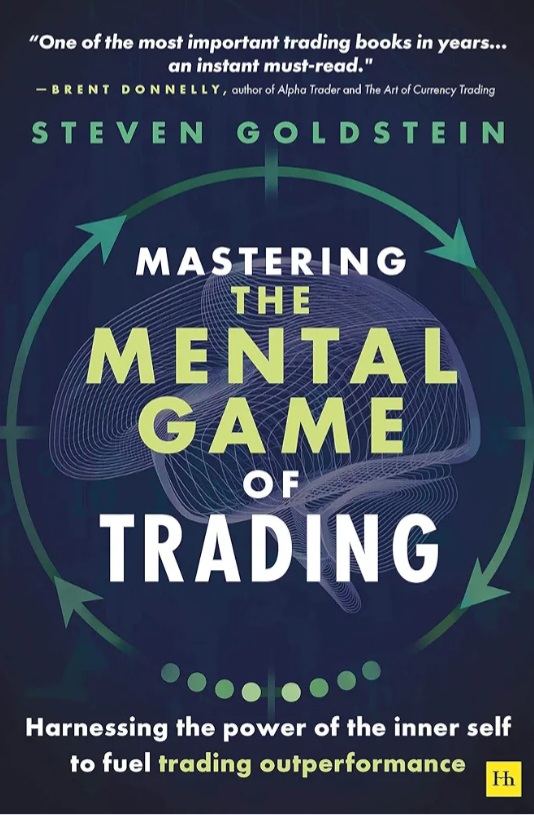 “One of the most important trading books in years...
an instant must-read."
—BRENT DONNELLY, author of Alpha Trader and The Art of Currency Trading
STEVEN GOLDSTEIN
MASTERING
THE
MENTAL
GAME
OF
TRADING
Harnessing the power of the inner self
to fuel trading outperformance
Hh